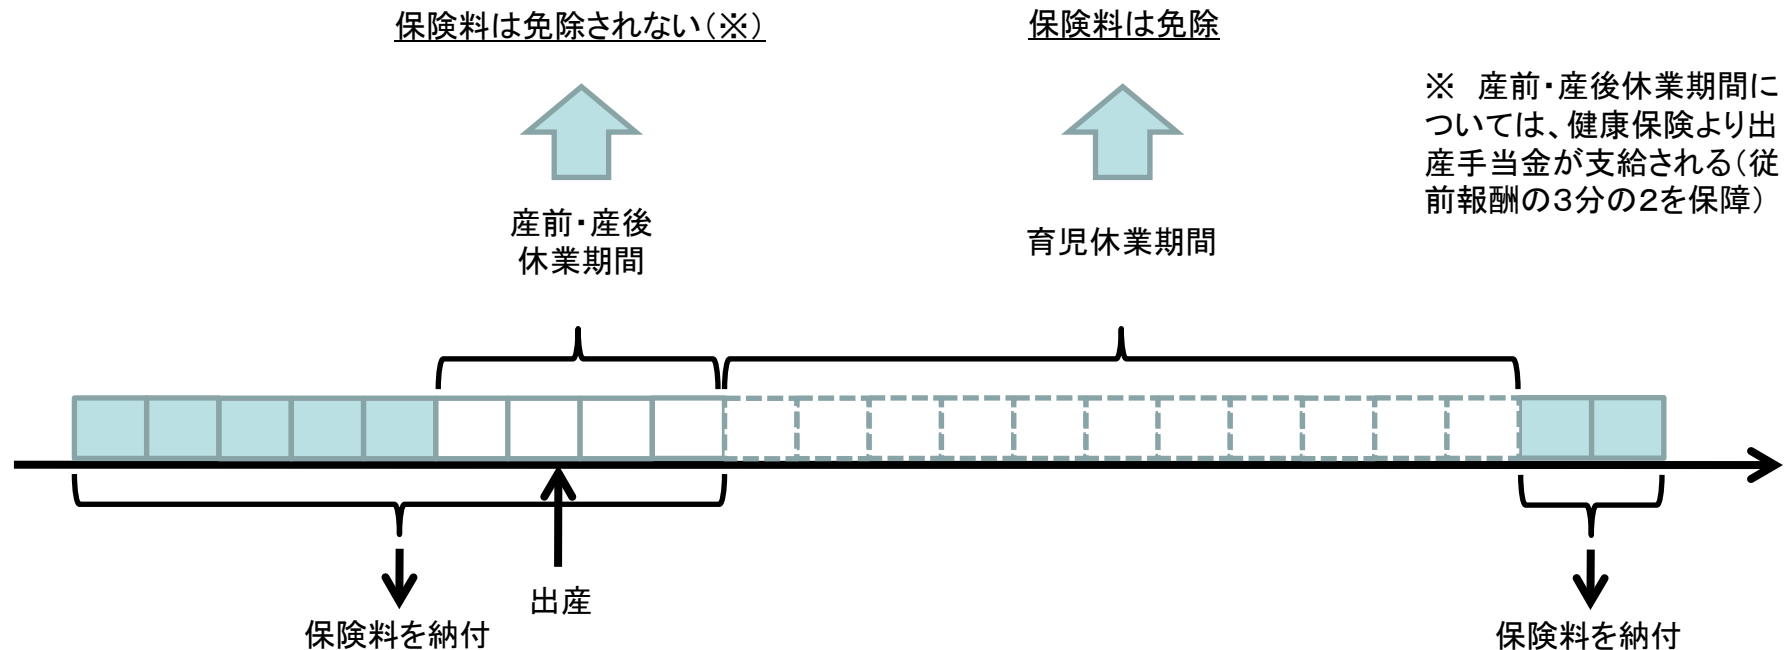 保険料は免除されない（※）
保険料は免除
※　産前・産後休業期間に
ついては、健康保険より出
産手当金が支給される（従
前報酬の３分の２を保障）
産前・産後
休業期間
育児休業期間
出産
保険料を納付
保険料を納付